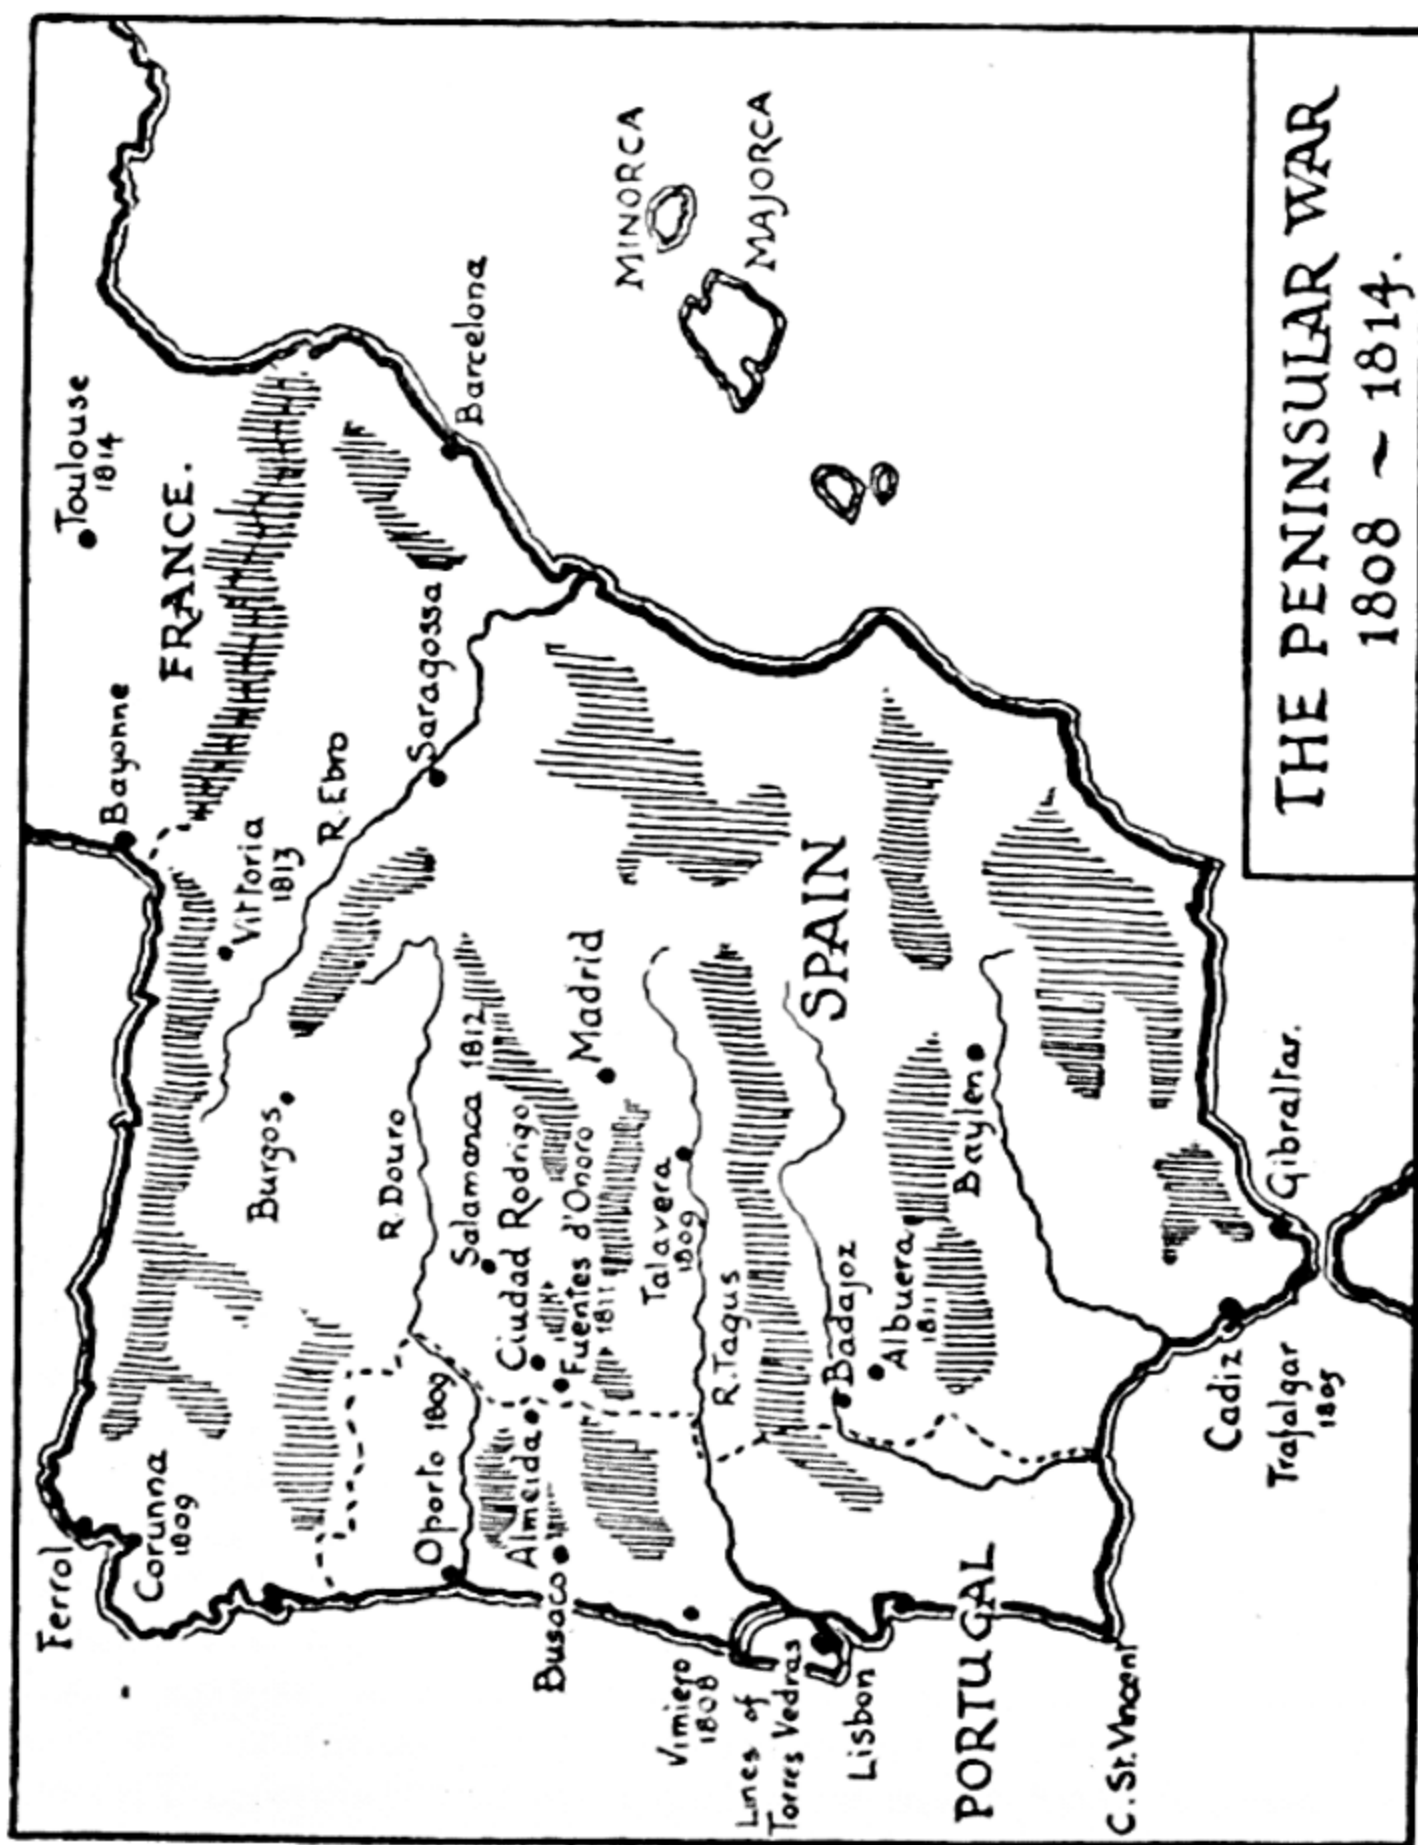 THE PENINSULAR WAR
1808 ~ 1814.
Ferrol
Corunna
1809
Bayonne
Toulouse
1814
FRANCE.
Vittoria
1813
R. Ebro
Burgos
Saragossa
Barcelona
MINORCA
MAJORCA
R. Douro
Oporto 1809
Salamanca 1812
Ciudad Rodrigo
Almeida
Fuentes d'Onoro
1811
Busaco
Madrid
Talavera
1809
Vimiero
1808
Lines of
Torres Vedras
R. Tagus
Lisbon
SPAIN
Badajoz
Albuera
1811
Baylen
PORTUGAL
C. St. Vincent
Cadiz
Trafalgar
1805
Gibraltar.